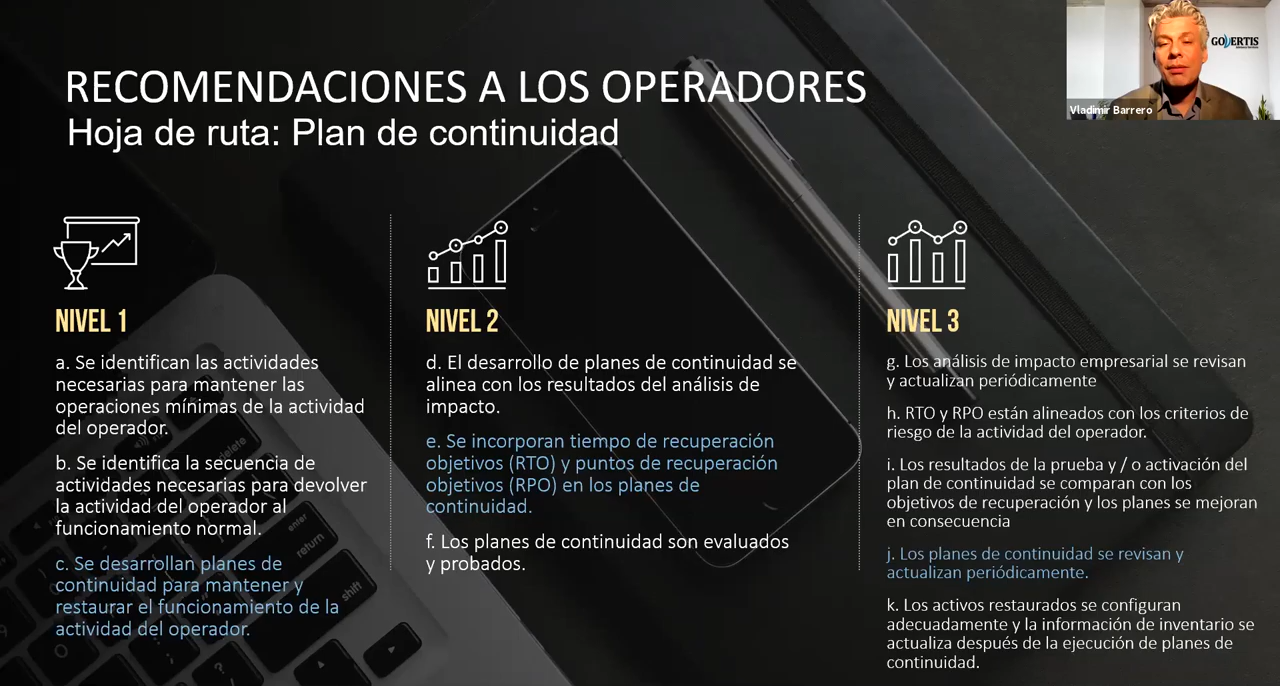 GOVERTIS
Vladimir Barrero
RECOMENDACIONES A LOS OPERADORES
Hoja de ruta: Plan de continuidad
NIVEL 1
a. Se identifican las actividades
necesarias para mantener las
operaciones mínimas de la actividad
del operador.
b. Se identifica la secuencia de
actividades necesarias para devolver
la actividad del operador al
funcionamiento normal.
c. Se desarrollan planes de
continuidad para mantener y
restaurar el funcionamiento de la
actividad del operador.
NIVEL 2
d. El desarrollo de planes de continuidad se
alinea con los resultados del análisis de
impacto.
e. Se incorporan tiempo de recuperación
objetivos (RTO) y puntos de recuperación
objetivos (RPO) en los planes de
continuidad.
f. Los planes de continuidad son evaluados
y probados.
NIVEL 3
g. Los análisis de impacto empresarial se revisan
y actualizan periódicamente
h. RTO y RPO están alineados con los criterios de
riesgo de la actividad del operador.
i. Los resultados de la prueba y / o activación del
plan de continuidad se comparan con los
objetivos de recuperación y los planes se mejoran
en consecuencia
j. Los planes de continuidad se revisan y
actualizan periódicamente.
k. Los activos restaurados se configuran
adecuadamente y la información de inventario se
actualiza después de la ejecución de planes de
continuidad.
delete
enter
return
shift